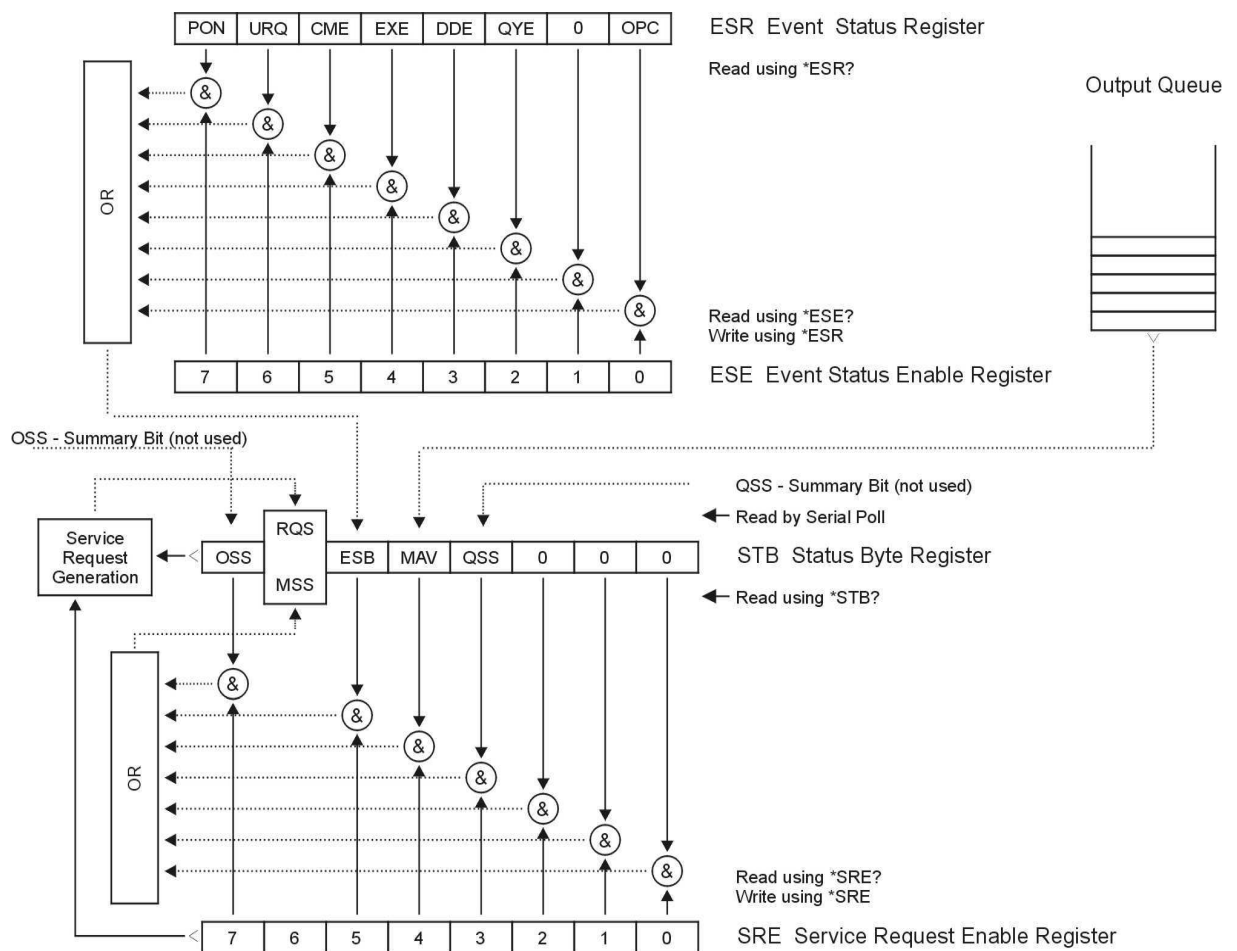 PON URQ CME EXE DDE QYE 0 OPC
ESR Event Status Register
Read using *ESR?
Output Queue
&
&
&
&
&
&
&
&
OR
Read using *ESE?
Write using *ESR
7 6 5 4 3 2 1 0
ESE Event Status Enable Register
OSS - Summary Bit (not used)
QSS - Summary Bit (not used)
Read by Serial Poll
Service
Request
Generation
RQS
OSS ESB MAV QSS 0 0 0
STB Status Byte Register
MSS
Read using *STB?
&
&
&
&
&
&
&
OR
Read using *SRE?
Write using *SRE
7 6 5 4 3 2 1 0
SRE Service Request Enable Register